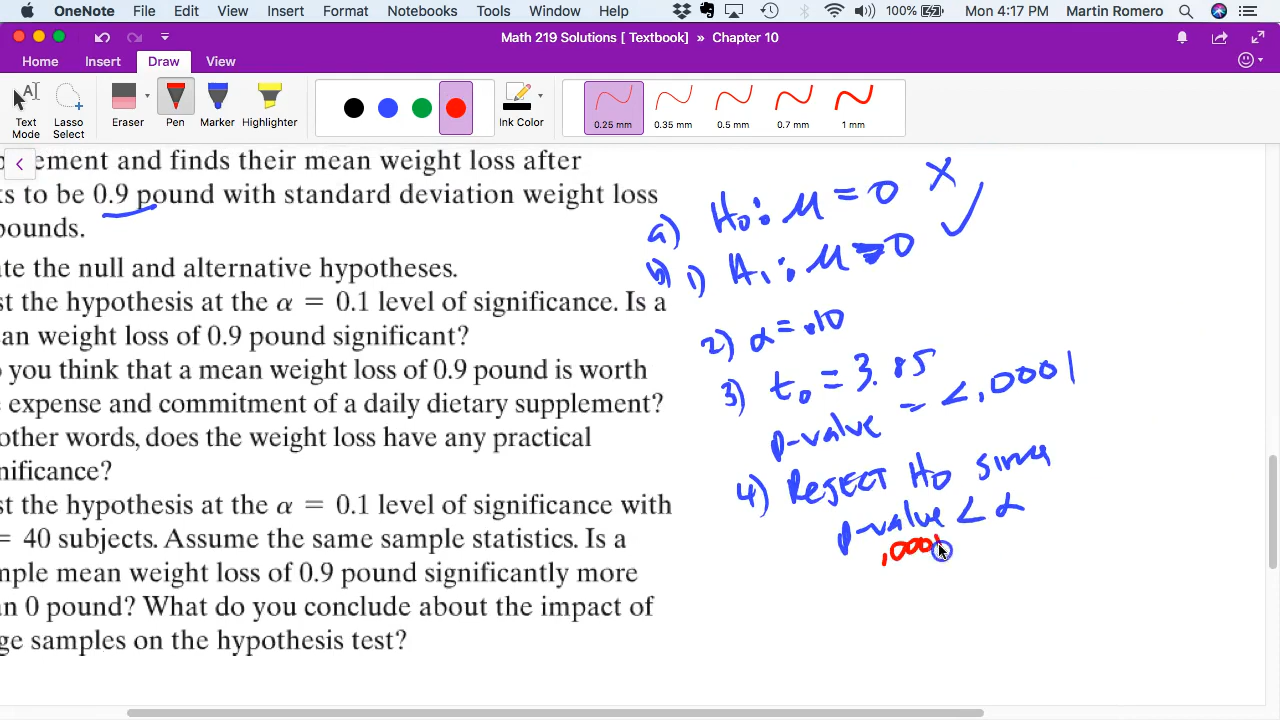 OneNote File Edit View Insert Format Notebooks Tools Window Help 100% Mon 4:17 PM Martin Romero
Math 219 Solutions [ Textbook] » Chapter 10
Home Insert Draw View
Text Mode
Lasso Select
Eraser
Pen
Marker
Highlighter
Ink Color
0.25 mm 0.35 mm 0.5 mm 0.7 mm 1 mm
ement and finds their mean weight loss after
ks to be 0.9 pound with standard deviation weight loss
pounds.
ate the null and alternative hypotheses.
st the hypothesis at the α = 0.1 level of significance. Is a
an weight loss of 0.9 pound significant?
o you think that a mean weight loss of 0.9 pound is worth
e expense and commitment of a daily dietary supplement?
other words, does the weight loss have any practical
nificance?
st the hypothesis at the α = 0.1 level of significance with
= 40 subjects. Assume the same sample statistics. Is a
mple mean weight loss of 0.9 pound significantly more
an 0 pound? What do you conclude about the impact of
ge samples on the hypothesis test?
a) H0: μ = 0 X
b) 1) H1: μ > 0 ✓
2) α = .10
3) t0 = 3.85
p-value = <.0001
4) REJECT H0 since
p-value < α
.0001